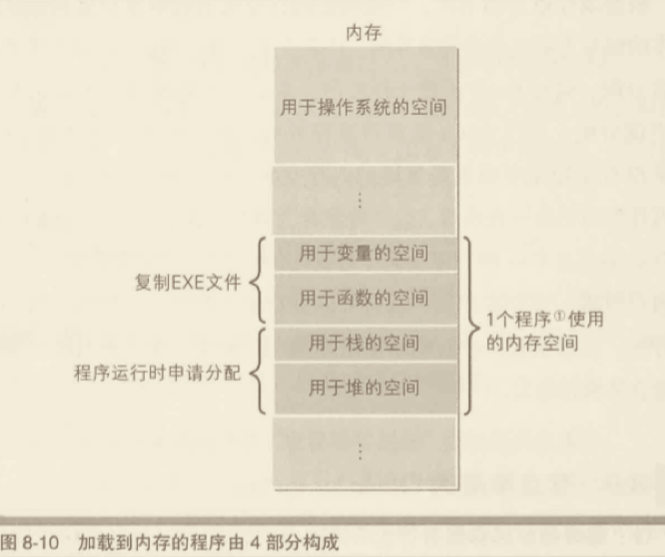 内存
用于操作系统的空间
⋮
用于变量的空间
复制EXE文件
用于函数的空间
1个程序①使用
的内存空间
用于栈的空间
程序运行时申请分配
用于堆的空间
⋮
图 8-10 加载到内存的程序由 4 部分构成